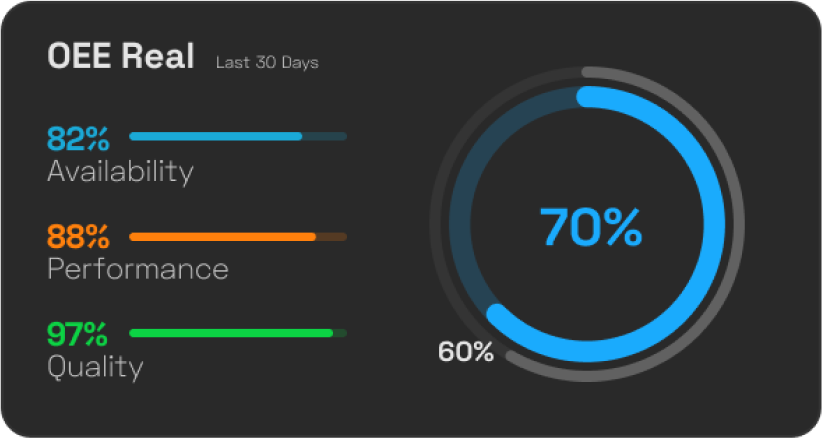 OEE Real Last 30 Days
82%
Availability
88%
Performance
97%
Quality
70%
60%